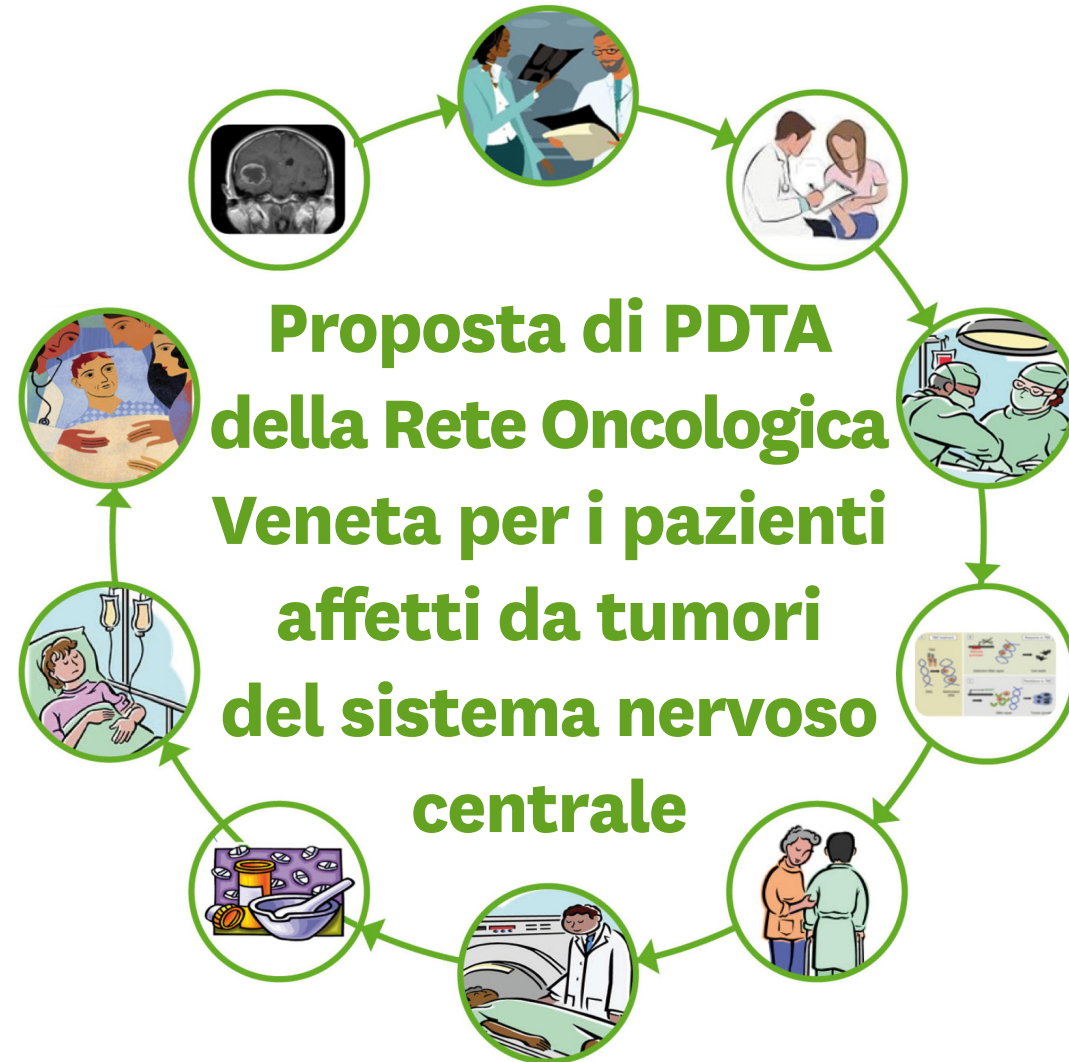 Proposta di PDTA
della Rete Oncologica
Veneta per i pazienti
affetti da tumori
del sistema nervoso
centrale